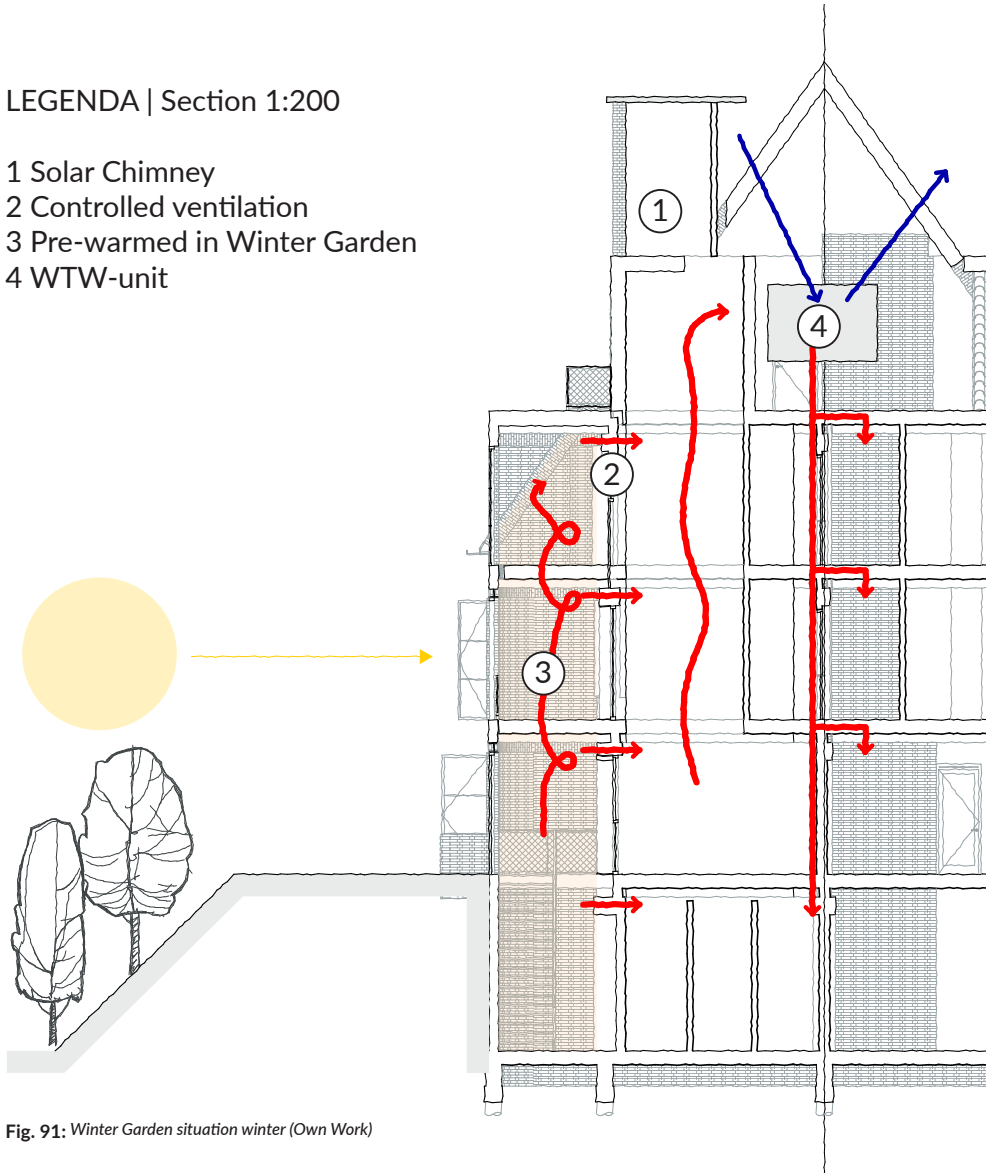 LEGENDA | Section 1:200
1 Solar Chimney
2 Controlled ventilation
3 Pre-warmed in Winter Garden
4 WTW-unit
1
4
2
3
Fig. 91: Winter Garden situation winter (Own Work)